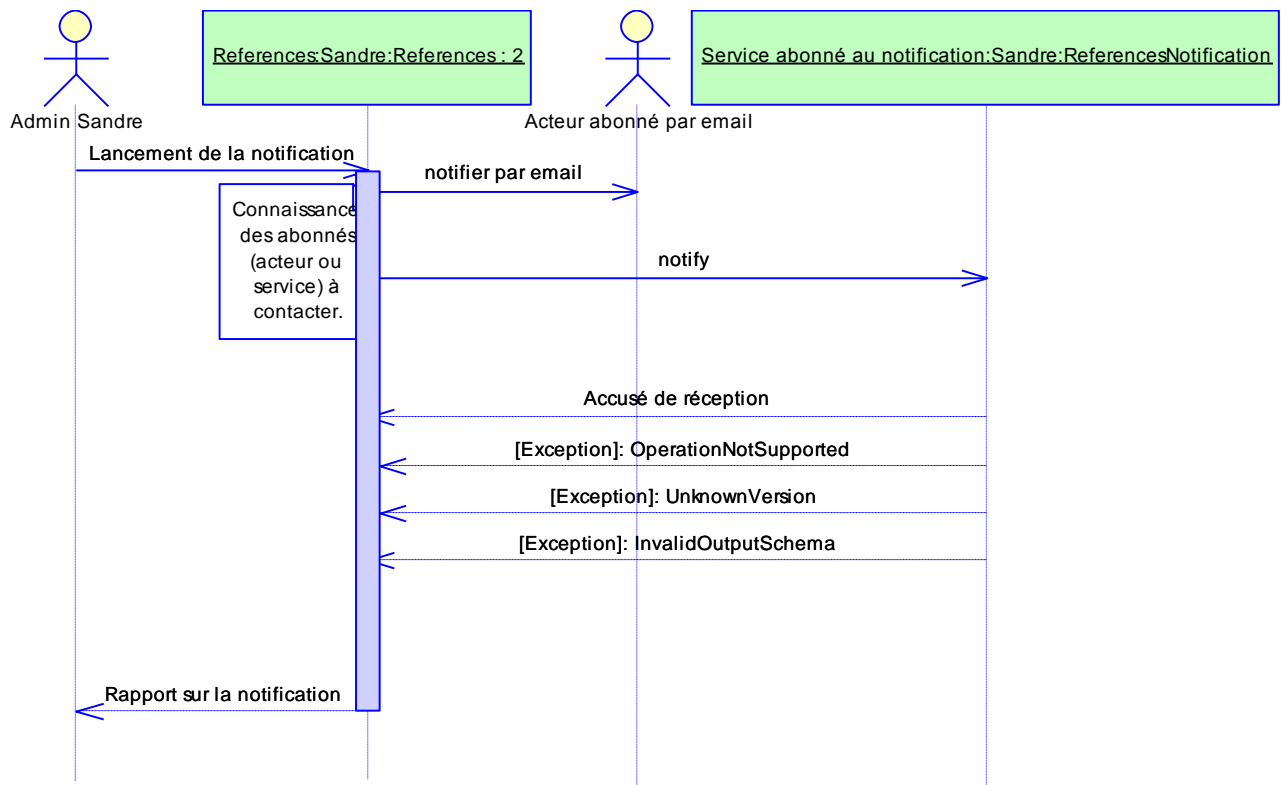 References:Sandre:References : 2
Service abonné au notification:Sandre:ReferencesNotification
Admin Sandre
Acteur abonné par email
Lancement de la notification
notifier par email
Connaissance
des abonnés
(acteur ou
service) à
contacter.
notify
Accusé de réception
[Exception]: OperationNotSupported
[Exception]: UnknownVersion
[Exception]: InvalidOutputSchema
Rapport sur la notification